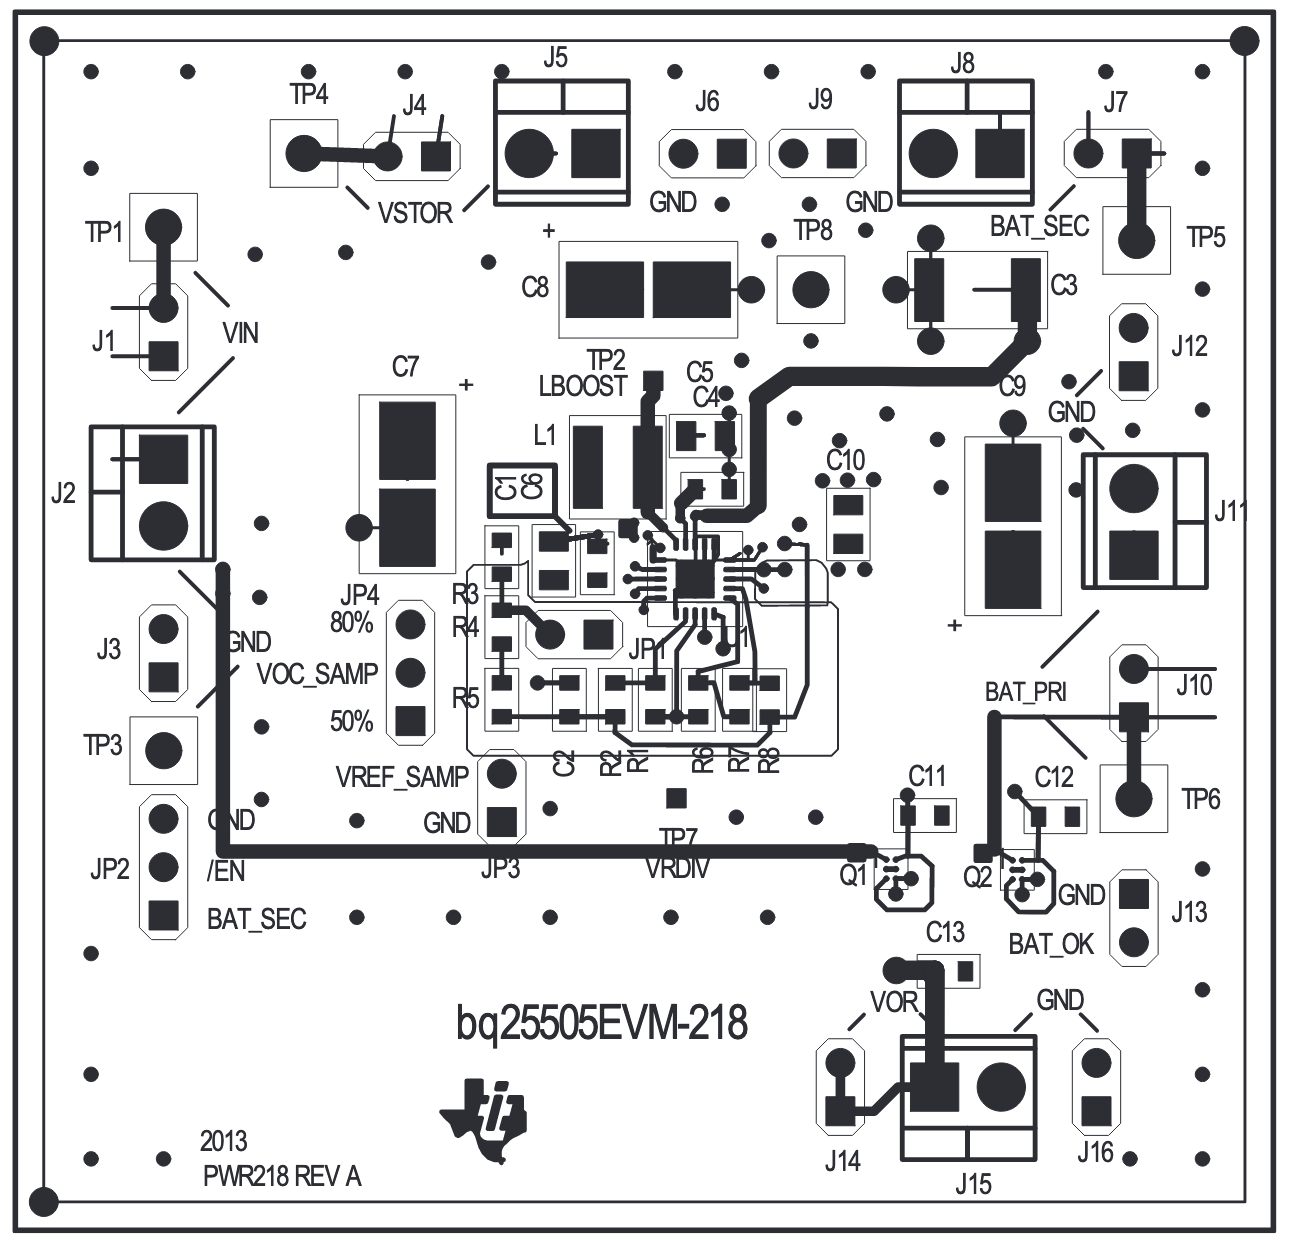 J5
J8
TP4
J4
J6
J9
J7
VSTOR
GND
GND
BAT_SEC
TP1
+
TP8
TP5
C8
C3
J1
VIN
J12
C7
+
TP2
LBOOST
C5
C4
C9
GND
L1
C10
J2
C1
C6
J11
JP4
80%
R3
R4
J3
GND
JP1
U1
+
VOC_SAMP
R5
BAT_PRI
J10
50%
TP3
C2
R2
R1
R6
R7
R8
VREF_SAMP
C11
C12
TP6
GND
GND
TP7
VRDIV
JP2
/EN
JP3
Q1
Q2
GND
BAT_SEC
J13
C13
BAT_OK
VOR
GND
bq25505EVM-218
2013
PWR218 REV A
J14
J15
J16